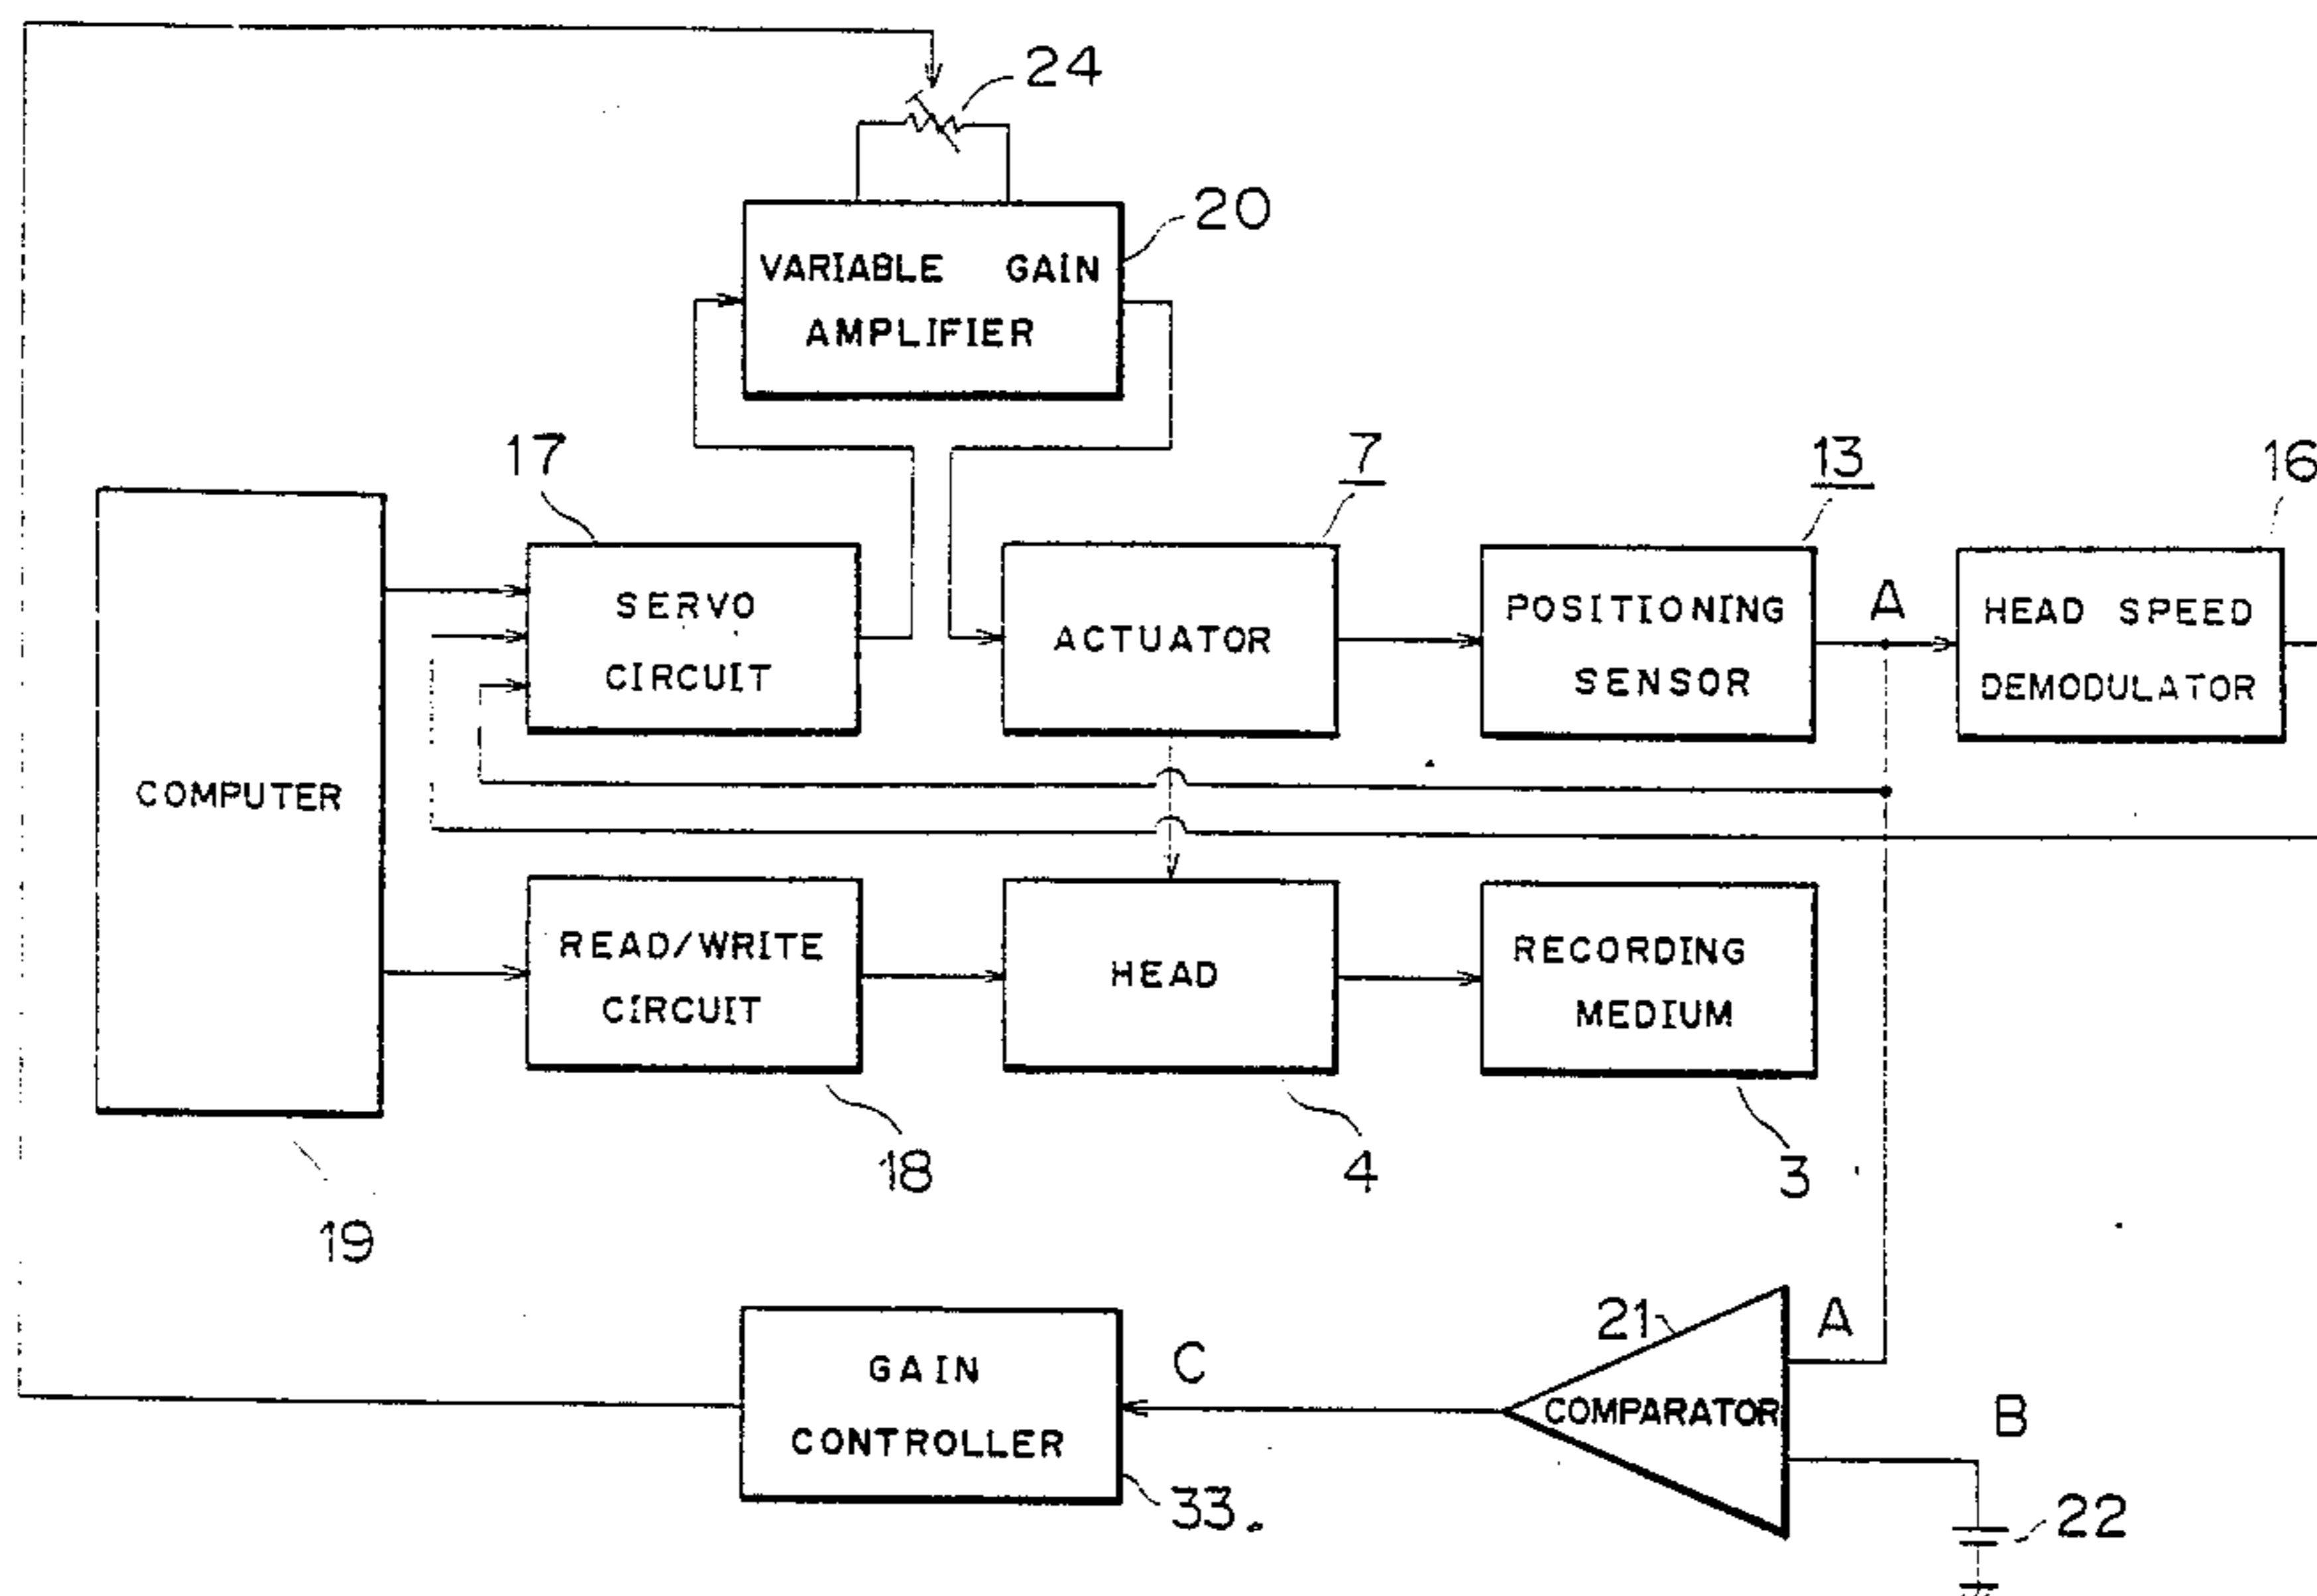 24
20
VARIABLE GAIN
AMPLIFIER
17
7
13
16
SERVO
CIRCUIT
ACTUATOR
POSITIONING
SENSOR
A
HEAD SPEED
DEMODULATOR
COMPUTER
READ/WRITE
CIRCUIT
HEAD
RECORDING
MEDIUM
18
4
3
19
21
A
GAIN
CONTROLLER
C
COMPARATOR
B
33
22